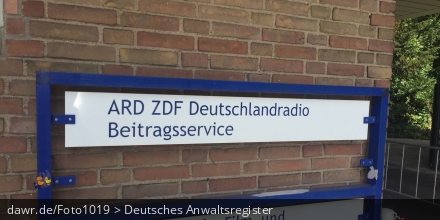 ARD ZDF Deutschlandradio
Beitragsservice
dawr.de/Foto1019 > Deutsches Anwaltsregister